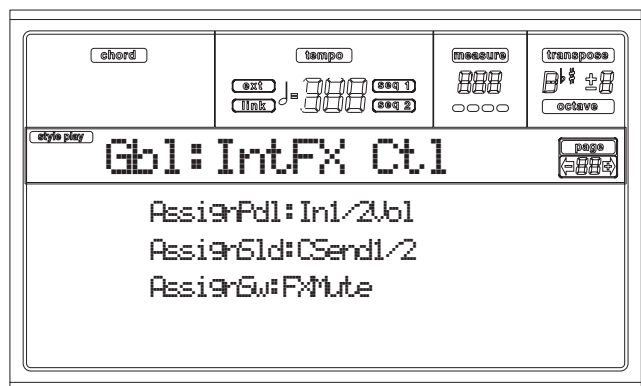 chord
tempo
measure
transpose
ext
seq 1
link
seq 2
octave
style play
Gbl:IntFX Ctl
page
AssignPdl:In1/2Vol
AssignSld:CSend1/2
AssignSw:FXMute